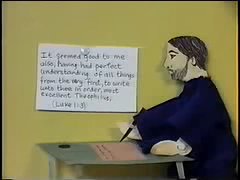 It seemed good to me
also, having had perfect
understanding of all things
from the very first, to write
unto thee in order, most
excellent Theophilus,
(Luke 1:3)